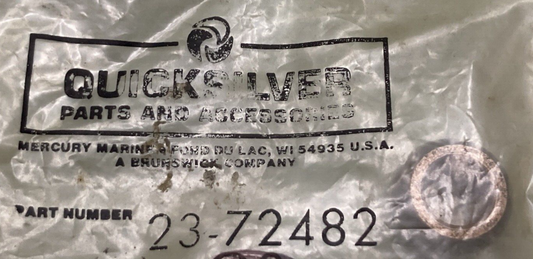 QUICKSILVER
PARTS AND ACCESSORIES
MERCURY MARINE FOND DU LAC, WI 54935 U.S.A.
A BRUNSWICK COMPANY
PART NUMBER 23-72482